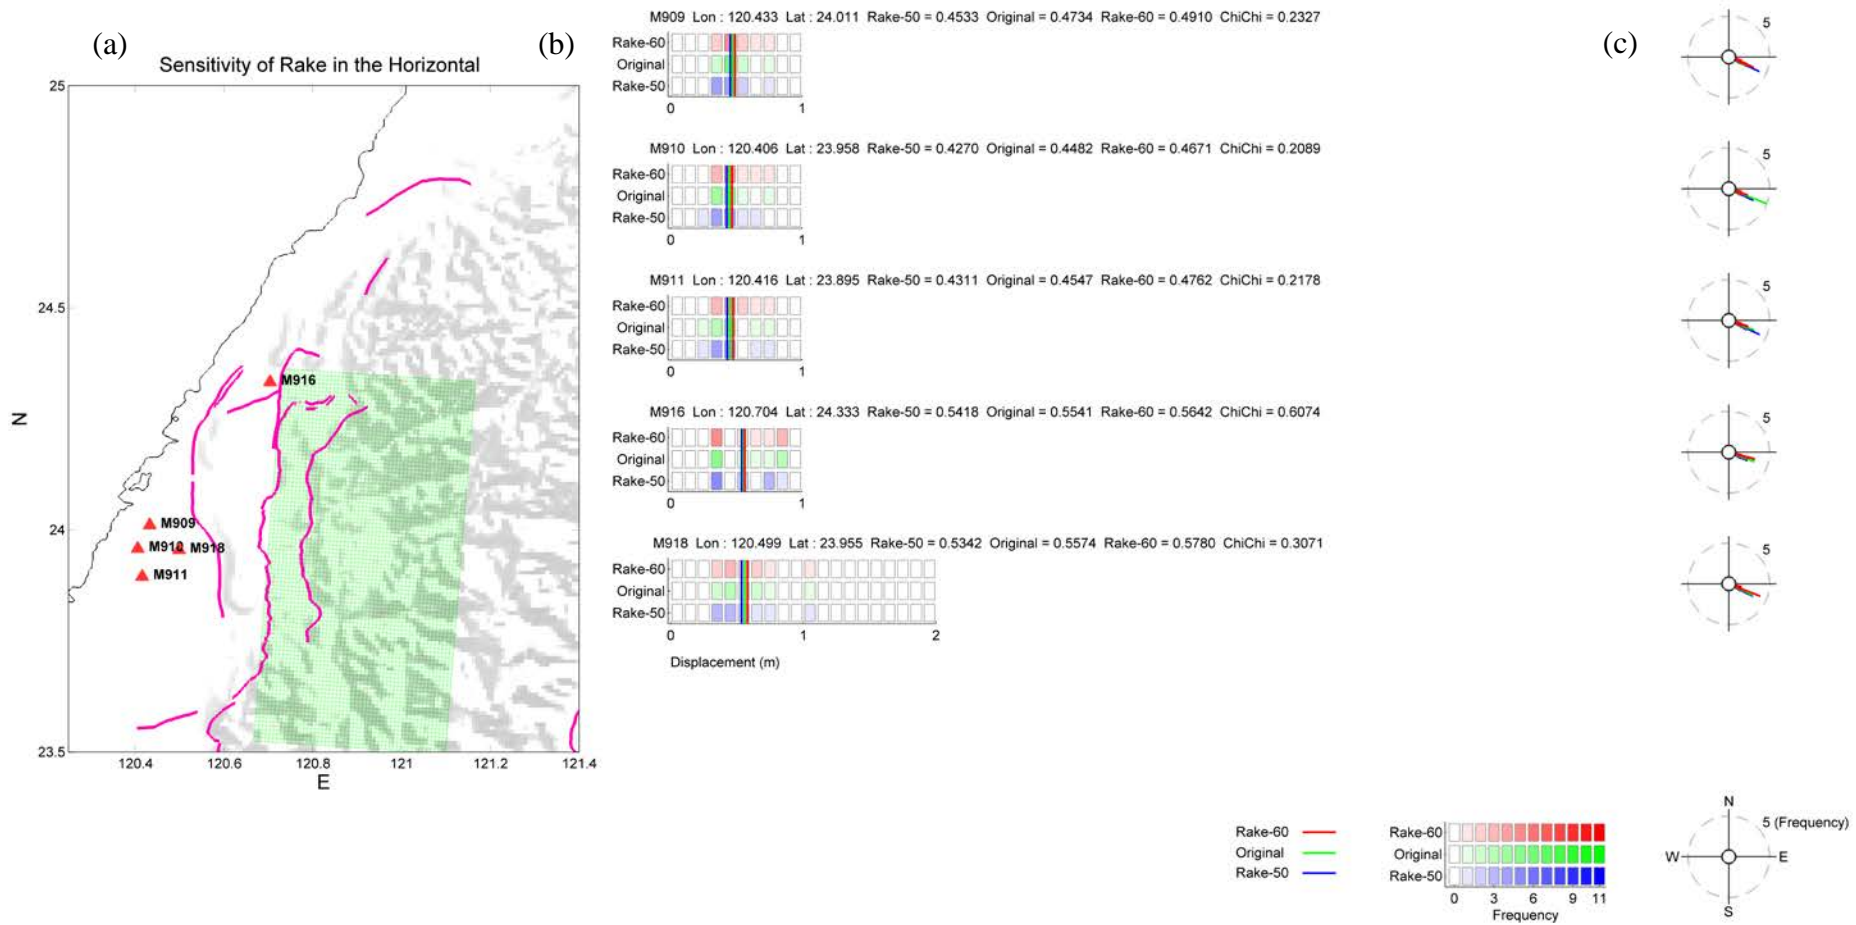 (a)
Sensitivity of Rake in the Horizontal
25
24.5
24
23.5
N
120.4 120.6 120.8 121 121.2 121.4
E
M916
M909
M910 M918
M911
(b)
M909 Lon : 120.433 Lat : 24.011 Rake-50 = 0.4533 Original = 0.4734 Rake-60 = 0.4910 ChiChi = 0.2327
Rake-60
Original
Rake-50
0 1
M910 Lon : 120.406 Lat : 23.958 Rake-50 = 0.4270 Original = 0.4482 Rake-60 = 0.4671 ChiChi = 0.2089
Rake-60
Original
Rake-50
0 1
M911 Lon : 120.416 Lat : 23.895 Rake-50 = 0.4311 Original = 0.4547 Rake-60 = 0.4762 ChiChi = 0.2178
Rake-60
Original
Rake-50
0 1
M916 Lon : 120.704 Lat : 24.333 Rake-50 = 0.5418 Original = 0.5541 Rake-60 = 0.5642 ChiChi = 0.6074
Rake-60
Original
Rake-50
0 1
M918 Lon : 120.499 Lat : 23.955 Rake-50 = 0.5342 Original = 0.5574 Rake-60 = 0.5780 ChiChi = 0.3071
Rake-60
Original
Rake-50
0 1 2
Displacement (m)
(c)
5
5
5
5
5
Rake-60
Original
Rake-50
Rake-60
Original
Rake-50
0 3 6 9 11
Frequency
N
5 (Frequency)
W E
S